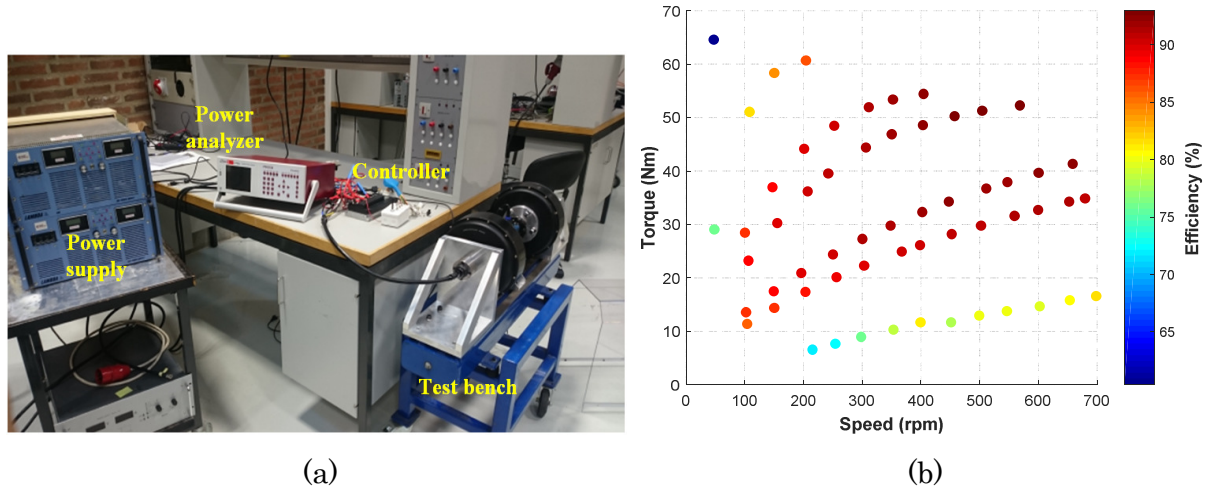 Power
analyzer
Controller
Power
supply
Test bench
(a)
70
60
50
40
30
20
10
0
Torque (Nm)
0 100 200 300 400 500 600 700
Speed (rpm)
90
85
80
75
70
65
Efficiency (%)
(b)